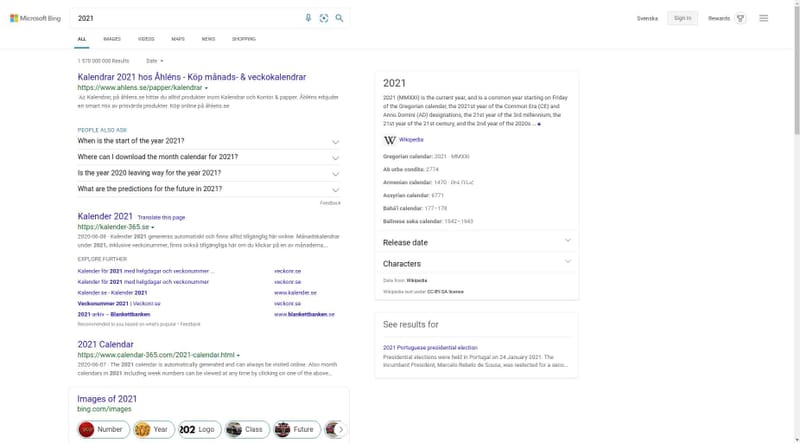 Microsoft Bing
2021
Svenska
Sign in
Rewards
ALL
IMAGES
VIDEOS
MAPS
NEWS
SHOPPING
1 570 000 000 Results
Date
Kalendrar 2021 hos Åhléns - Köp månads- & veckokalendrar
https://www.ahlens.se/papper/kalendrar
Ad Kalendrar, på åhlens.se hittar du alltid produkter inom Kalendrar och Kontor & papper. Åhléns erbjuder
en smart mix av prisvärda produkter. Köp online på åhlens.se
PEOPLE ALSO ASK
When is the start of the year 2021?
Where can I download the month calendar for 2021?
Is the year 2020 leaving way for the year 2021?
What are the predictions for the future in 2021?
Feedback
Kalender 2021 Translate this page
https://kalender-365.se
2020-06-08 · Kalender 2021 genereras automatiskt och finns alltid tillgänglig här online. Månadskalendrar
under 2021, inklusive veckonummer, finns också tillgängliga här om du klickar på en av månaderna,...
EXPLORE FURTHER
Kalender för 2021 med helgdagar och veckonummer ...
veckonr.se
Kalender för 2021 med helgdagar och veckonummer
veckonr.se
Kalender.se - Kalender 2021
www.kalender.se
Veckonummer 2021 | Veckonr.se
veckonr.se
2021-arkiv – Blankettbanken
www.blankettbanken.se
Recommended to you based on what's popular • Feedback
2021 Calendar
https://www.calendar-365.com/2021-calendar.html
2020-06-07 · The 2021 calendar is automatically generated and can always be visited online. Also month
calendars in 2021 including week numbers can be viewed at any time by clicking on one of the above...
Images of 2021
bing.com/images
Number
Year
Logo
Class
Future
2021
2021 (MMXXI) is the current year, and is a common year starting on Friday
of the Gregorian calendar, the 2021st year of the Common Era (CE) and
Anno Domini (AD) designations, the 21st year of the 3rd millennium, the
21st year of the 21st century, and the 2nd year of the 2020s ...
W Wikipedia
Gregorian calendar: 2021 · MMXXI
Ab urbe condita: 2774
Armenian calendar: 1470 ·
Assyrian calendar: 6771
Bahá'í calendar: 177–178
Balinese saka calendar: 1942–1943
Release date
Characters
Data from: Wikipedia
Wikipedia text under CC-BY-SA license
See results for
2021 Portuguese presidential election
Presidential elections were held in Portugal on 24 January 2021. The
incumbent President, Marcelo Rebelo de Sousa, was reelected for a seco...